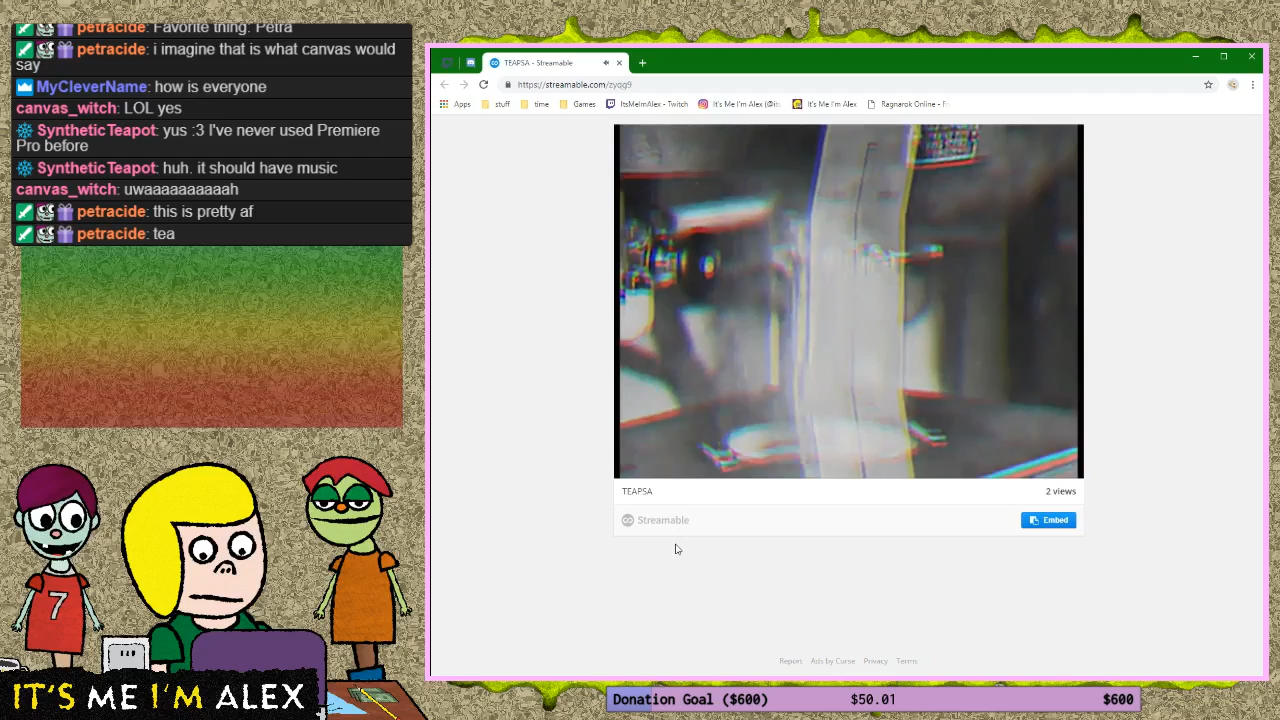 petracide: Favorite thing: Petra
petracide: i imagine that is what canvas would
say
MyCleverName: how is everyone
canvas_witch: LOL yes
SyntheticTeapot: yus :3 I've never used Premiere
Pro before
SyntheticTeapot: huh. it should have music
canvas_witch: uwaaaaaaaaaah
petracide: this is pretty af
petracide: tea
TEAPSA - Streamable
https://streamable.com/zyqg9
Apps stuff time Games ItsMeImAlex - Twitch It's Me I'm Alex (@it: It's Me I'm Alex Ragnarok Online - F
TEAPSA
2 views
Streamable
Embed
Report Ads by Curse Privacy Terms
7
IT'S ME I'M ALEX
Donation Goal ($600) $50.01 $600